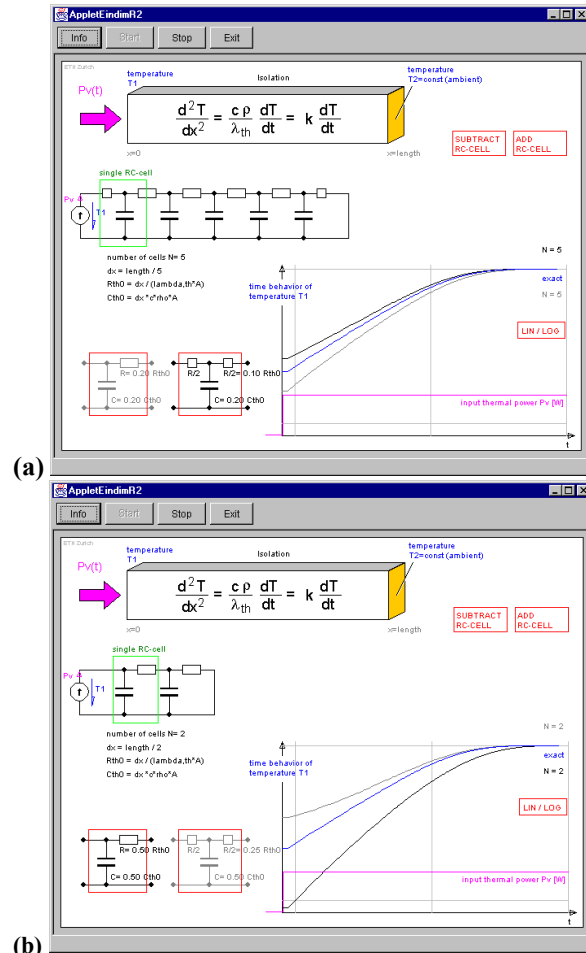 AppletEindimR2
Info Start Stop Exit
ETH Zurich
temperature
T1
Isolation
temperature
T2=const (ambient)
Pv(t)
d²T/dx² = c ρ/λth dT/dt = k dT/dt
x=0
x=length
SUBTRACT
RC-CELL
ADD
RC-CELL
single RC-cell
Pv
T1
number of cells N= 5
dx = length / 5
Rth0 = dx / (lambda,th*A)
Cth0 = dx *c*rho*A
N = 5
time behavior of
temperature T1
exact
N = 5
LIN / LOG
R= 0.20 Rth0
C= 0.20 Cth0
R/2
R/2= 0.10 Rth0
C= 0.20 Cth0
input thermal power Pv [W]
t
(a)
AppletEindimR2
Info Start Stop Exit
ETH Zurich
temperature
T1
Isolation
temperature
T2=const (ambient)
Pv(t)
d²T/dx² = c ρ/λth dT/dt = k dT/dt
x=0
x=length
SUBTRACT
RC-CELL
ADD
RC-CELL
single RC-cell
Pv
T1
number of cells N= 2
dx = length / 2
Rth0 = dx / (lambda,th*A)
Cth0 = dx *c*rho*A
N = 2
time behavior of
temperature T1
exact
N = 2
LIN / LOG
R= 0.50 Rth0
C= 0.50 Cth0
R/2
R/2= 0.25 Rth0
C= 0.50 Cth0
input thermal power Pv [W]
t
(b)